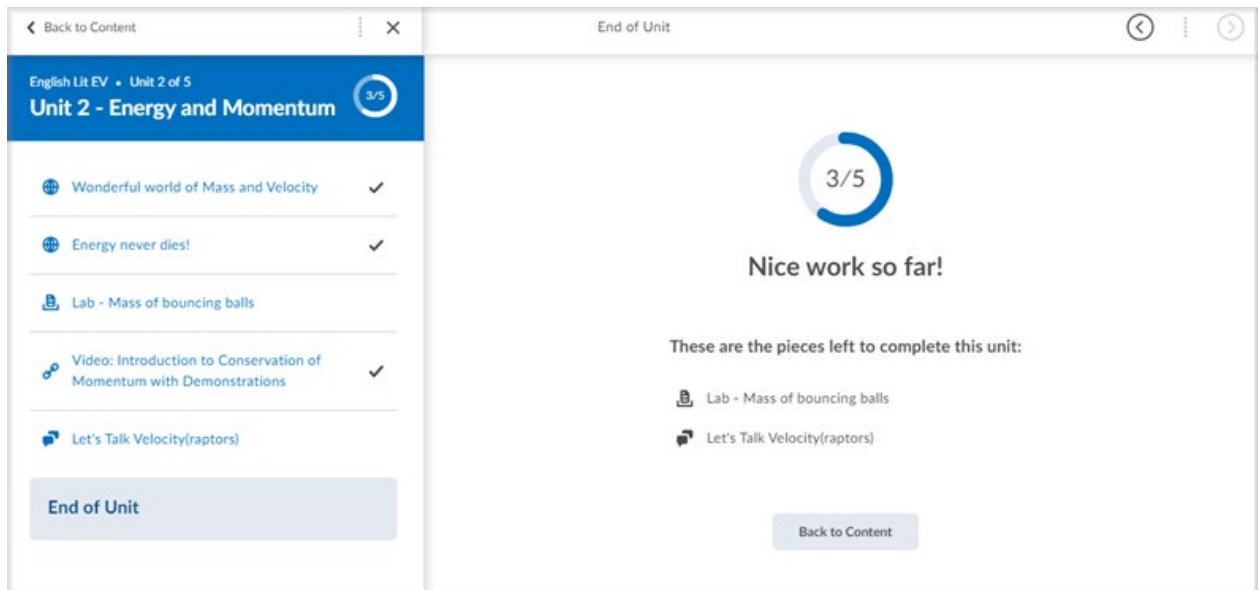 Back to Content
English Lit EV • Unit 2 of 5
Unit 2 - Energy and Momentum
3/5
Wonderful world of Mass and Velocity
Energy never dies!
Lab - Mass of bouncing balls
Video: Introduction to Conservation of
Momentum with Demonstrations
Let's Talk Velocity(raptors)
End of Unit
End of Unit
3/5
Nice work so far!
These are the pieces left to complete this unit:
Lab - Mass of bouncing balls
Let's Talk Velocity(raptors)
Back to Content